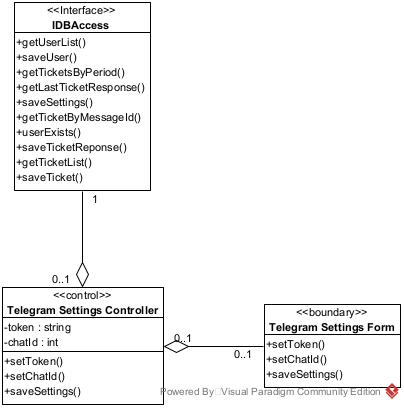 <<Interface>>
IDBAccess
+getUserList()
+saveUser()
+getTicketsByPeriod()
+getLastTicketResponse()
+saveSettings()
+getTicketByMessageId()
+userExists()
+saveTicketReponse()
+getTicketList()
+saveTicket()
1
0..1
<<control>>
Telegram Settings Controller
-token : string
-chatId : int
+setToken()
+setChatId()
+saveSettings()
0..1
0..1
<<boundary>>
Telegram Settings Form
+setToken()
+setChatId()
+saveSettings()
Powered By Visual Paradigm Community Edition